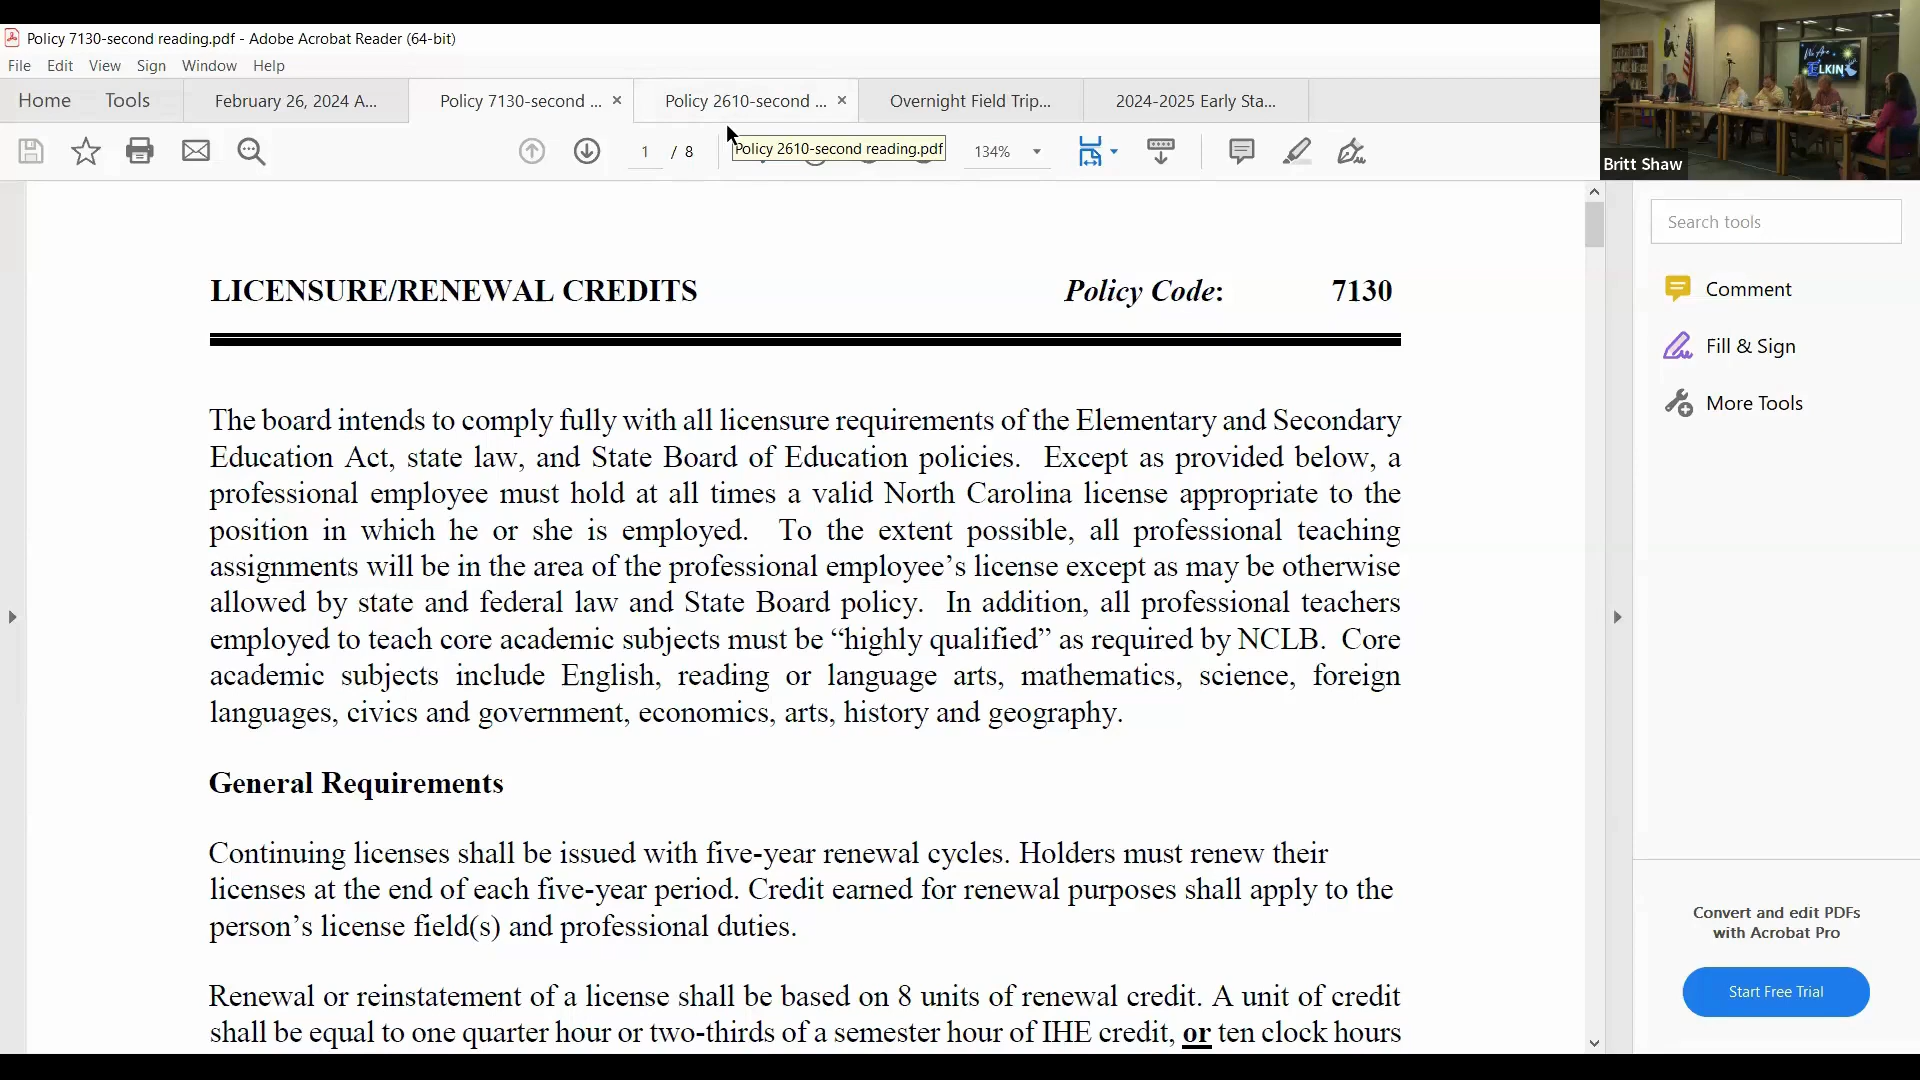 Policy 7130-second reading.pdf - Adobe Acrobat Reader (64-bit)
File Edit View Sign Window Help
Home Tools February 26, 2024 A... Policy 7130-second ... × Policy 2610-second ... × Overnight Field Trip... 2024-2025 Early Sta...
1 / 8 Policy 2610-second reading.pdf 134%
We Are
ELKIN
Britt Shaw
Search tools
Comment
Fill & Sign
More Tools
LICENSURE/RENEWAL CREDITS Policy Code: 7130
The board intends to comply fully with all licensure requirements of the Elementary and Secondary
Education Act, state law, and State Board of Education policies. Except as provided below, a
professional employee must hold at all times a valid North Carolina license appropriate to the
position in which he or she is employed. To the extent possible, all professional teaching
assignments will be in the area of the professional employee’s license except as may be otherwise
allowed by state and federal law and State Board policy. In addition, all professional teachers
employed to teach core academic subjects must be “highly qualified” as required by NCLB. Core
academic subjects include English, reading or language arts, mathematics, science, foreign
languages, civics and government, economics, arts, history and geography.
General Requirements
Continuing licenses shall be issued with five-year renewal cycles. Holders must renew their
licenses at the end of each five-year period. Credit earned for renewal purposes shall apply to the
person’s license field(s) and professional duties.
Renewal or reinstatement of a license shall be based on 8 units of renewal credit. A unit of credit
shall be equal to one quarter hour or two-thirds of a semester hour of IHE credit, or ten clock hours
Convert and edit PDFs
with Acrobat Pro
Start Free Trial